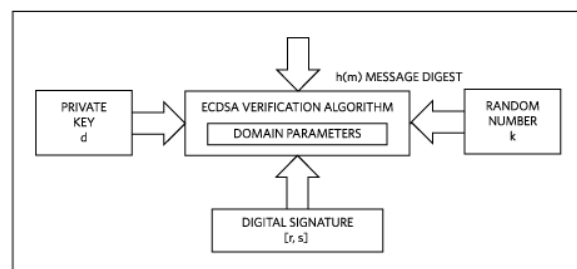 h(m) MESSAGE DIGEST
PRIVATE
KEY
d
ECDSA VERIFICATION ALGORITHM
DOMAIN PARAMETERS
RANDOM
NUMBER
k
DIGITAL SIGNATURE
[r, s]